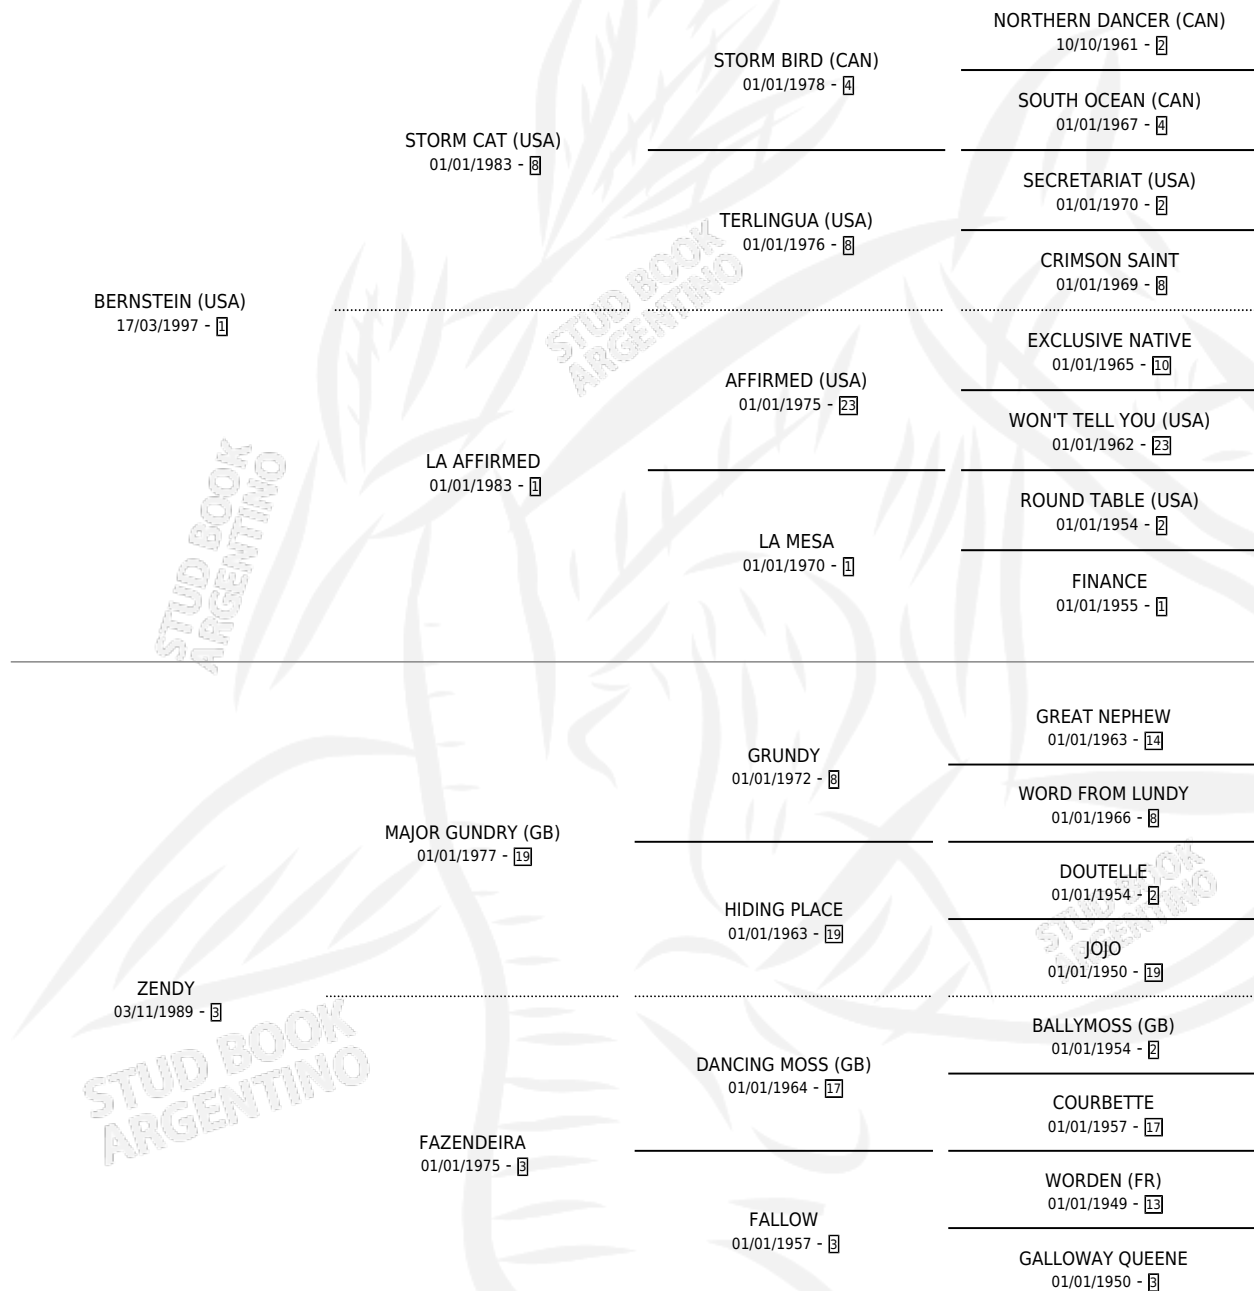 NORTHERN DANCER (CAN)
10/10/1961 - 2
STORM BIRD (CAN)
01/01/1978 - 4
SOUTH OCEAN (CAN)
01/01/1967 - 4
STORM CAT (USA)
01/01/1983 - 8
SECRETARIAT (USA)
01/01/1970 - 2
TERLINGUA (USA)
01/01/1976 - 8
CRIMSON SAINT
01/01/1969 - 8
BERNSTEIN (USA)
17/03/1997 - 1
EXCLUSIVE NATIVE
01/01/1965 - 10
AFFIRMED (USA)
01/01/1975 - 23
WON'T TELL YOU (USA)
01/01/1962 - 23
LA AFFIRMED
01/01/1983 - 1
ROUND TABLE (USA)
01/01/1954 - 2
LA MESA
01/01/1970 - 1
FINANCE
01/01/1955 - 1
GREAT NEPHEW
01/01/1963 - 14
GRUNDY
01/01/1972 - 8
WORD FROM LUNDY
01/01/1966 - 8
MAJOR GUNDRY (GB)
01/01/1977 - 19
DOUTELLE
01/01/1954 - 2
HIDING PLACE
01/01/1963 - 19
JOJO
01/01/1950 - 19
ZENDY
03/11/1989 - 3
BALLYMOSS (GB)
01/01/1954 - 2
DANCING MOSS (GB)
01/01/1964 - 17
COURBETTE
01/01/1957 - 17
FAZENDEIRA
01/01/1975 - 3
WORDEN (FR)
01/01/1949 - 13
FALLOW
01/01/1957 - 3
GALLOWAY QUEENE
01/01/1950 - 3
STUD BOOK
ARGENTINO
STUD BOOK
ARGENTINO
STUD BOOK
ARGENTINO
STUD BOOK
ARGENTINO